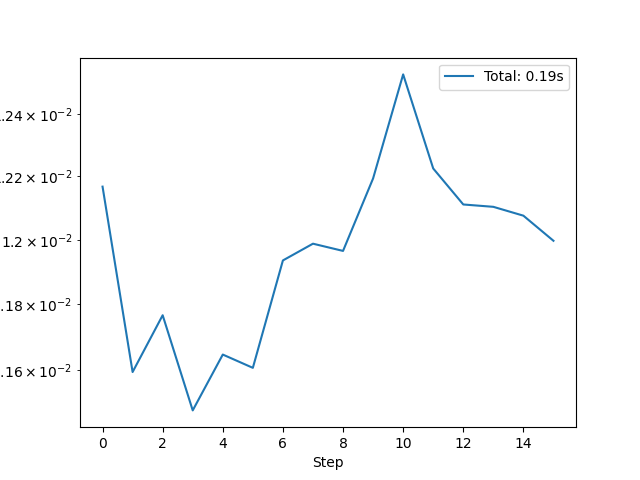 Total: 0.19s
.24 × 10⁻²
.22 × 10⁻²
1.2 × 10⁻²
.18 × 10⁻²
.16 × 10⁻²
0 2 4 6 8 10 12 14
Step